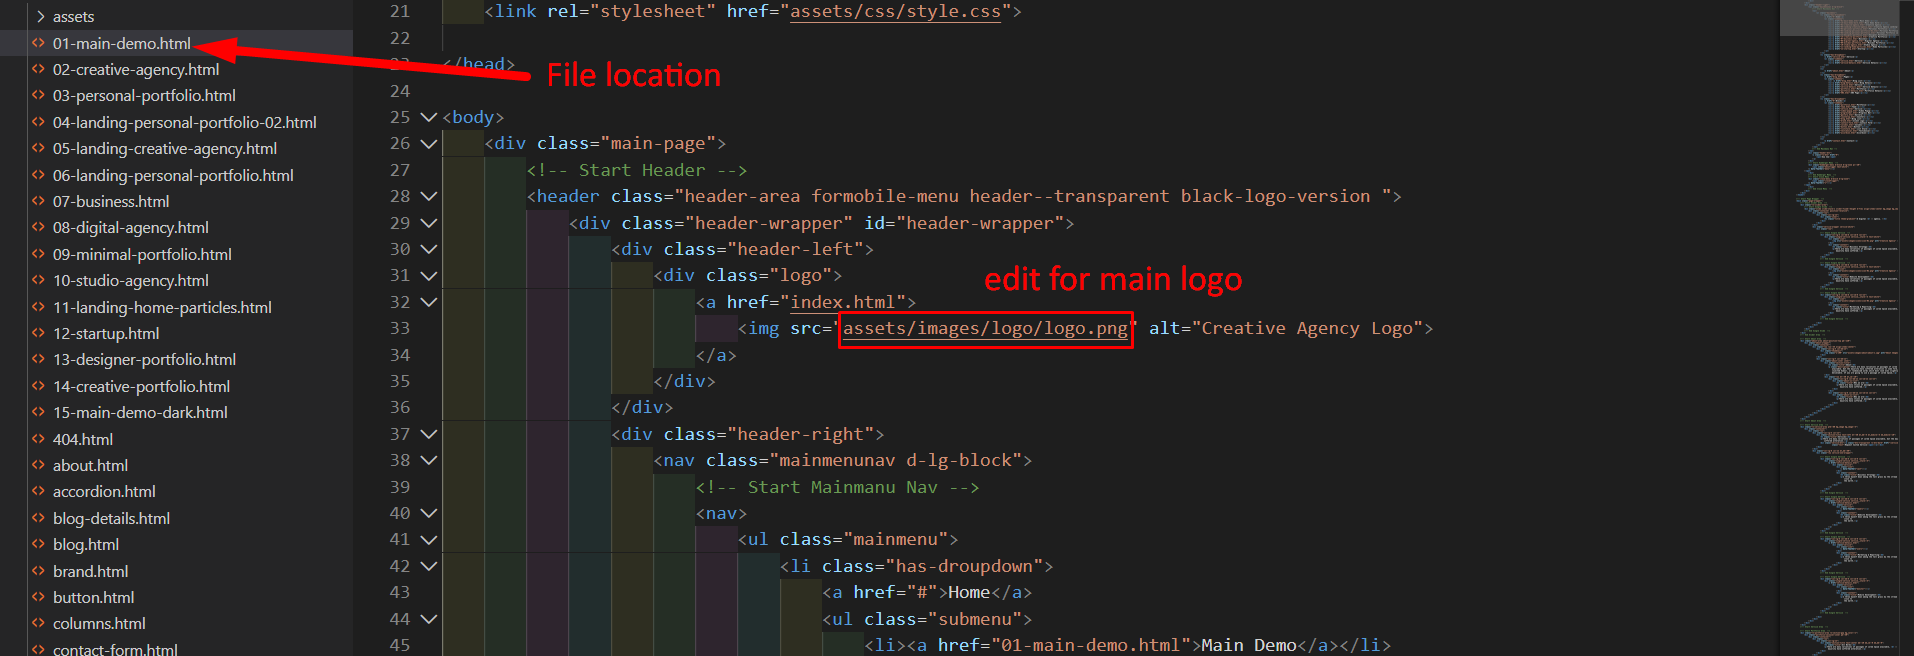 assets
01-main-demo.html
02-creative-agency.html
03-personal-portfolio.html
04-landing-personal-portfolio-02.html
05-landing-creative-agency.html
06-landing-personal-portfolio.html
07-business.html
08-digital-agency.html
09-minimal-portfolio.html
10-studio-agency.html
11-landing-home-particles.html
12-startup.html
13-designer-portfolio.html
14-creative-portfolio.html
15-main-demo-dark.html
404.html
about.html
accordion.html
blog-details.html
blog.html
brand.html
button.html
columns.html
contact-form.html
File location
edit for main logo
21 <link rel="stylesheet" href="assets/css/style.css">
22
23 </head>
24
25 <body>
26 <div class="main-page">
27 <!-- Start Header -->
28 <header class="header-area formobile-menu header--transparent black-logo-version ">
29 <div class="header-wrapper" id="header-wrapper">
30 <div class="header-left">
31 <div class="logo">
32 <a href="index.html">
33 <img src="assets/images/logo/logo.png" alt="Creative Agency Logo">
34 </a>
35 </div>
36 </div>
37 <div class="header-right">
38 <nav class="mainmenunav d-lg-block">
39 <!-- Start Mainmanu Nav -->
40 <nav>
41 <ul class="mainmenu">
42 <li class="has-droupdown">
43 <a href="#">Home</a>
44 <ul class="submenu">
45 <li><a href="01-main-demo.html">Main Demo</a></li>